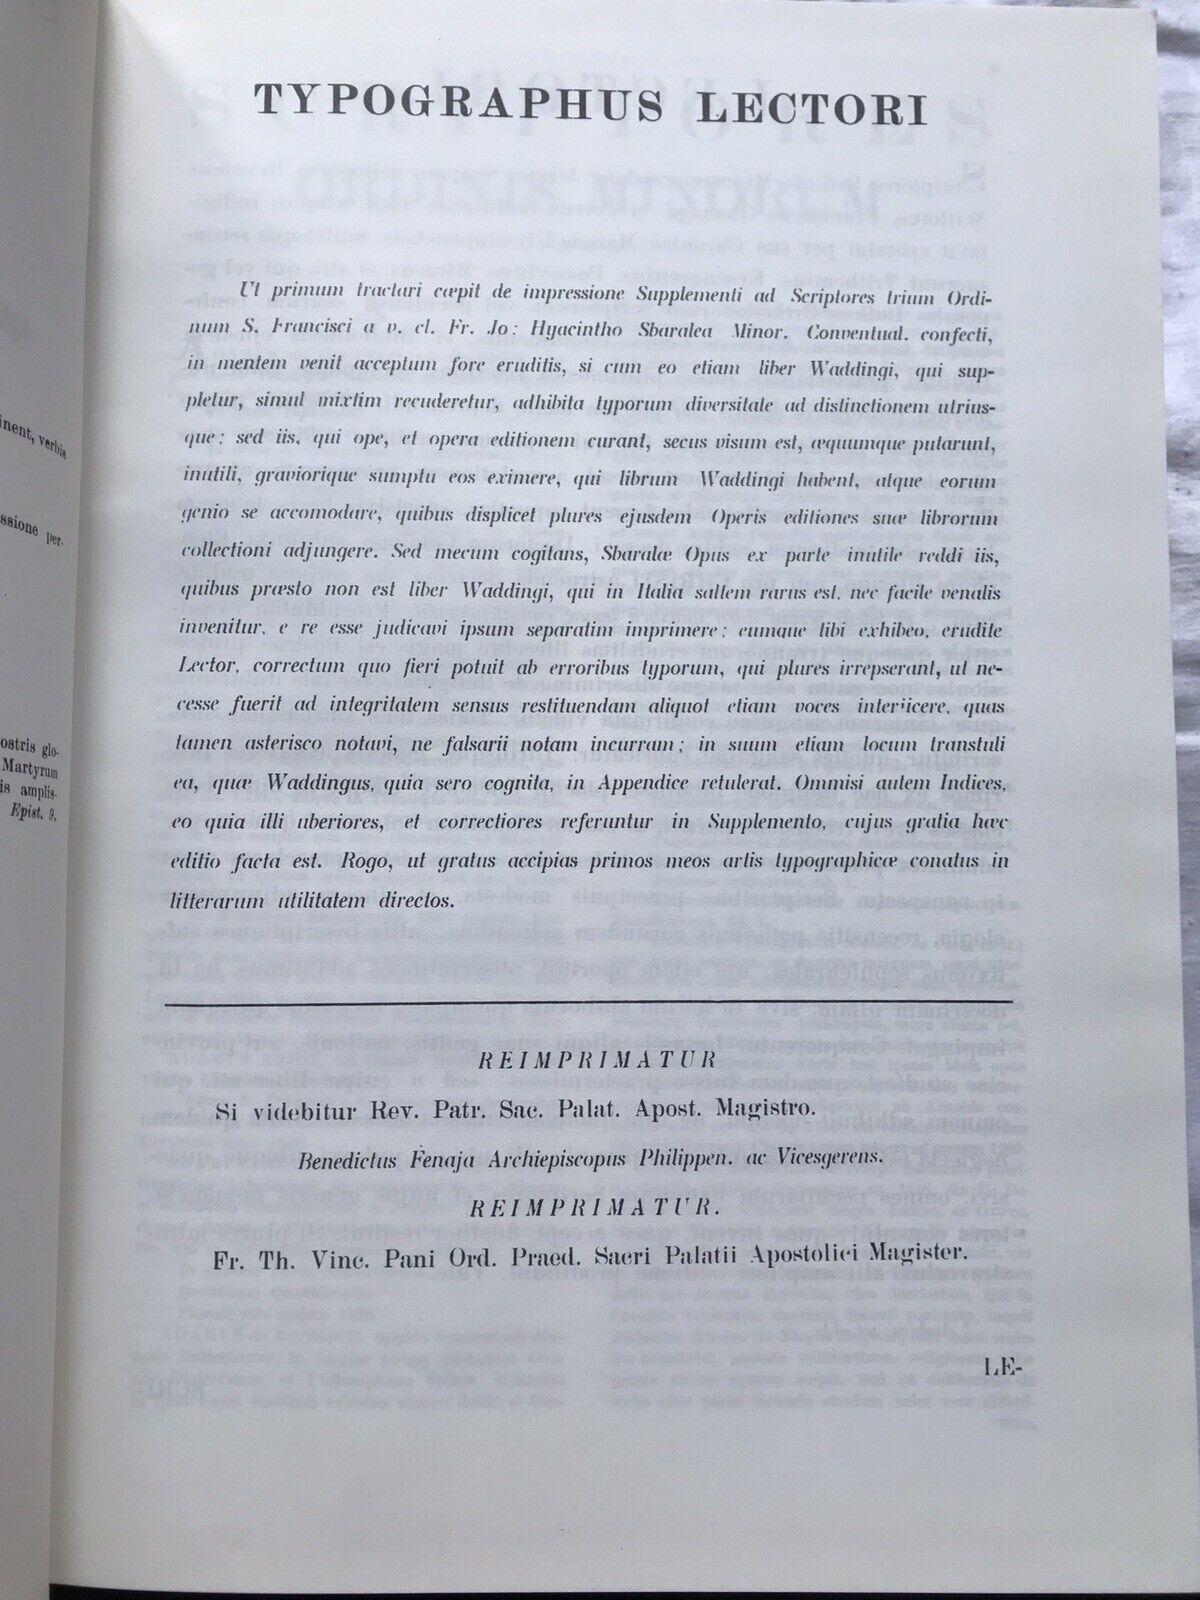 inent, verbis
ssione per-
ostris glo-
Martyrum
is amplis-
Epist. 9.
TYPOGRAPHUS LECTORI
Ut primum tractari cæpit de impressione Supplementi ad Scriptores trium Ordi-
num S. Francisci a v. cl. Fr. Jo: Hyacintho Sbaralea Minor. Conventual. confecti,
in mentem venit acceptum fore eruditis, si cum eo etiam liber Waddingi, qui sup-
pletur, simul mixtim recuderetur, adhibita typorum diversitate ad distinctionem utrius-
que: sed iis, qui ope, et opera editionem curant, secus visum est, æquumque putarunt,
inutili, graviorique sumptu eos eximere, qui librum Waddingi habent, atque eorum
genio se accomodare, quibus displicet plures ejusdem Operis editiones suæ librorum
collectioni adjungere. Sed mecum cogitans, Sbaralæ Opus ex parte inutile reddi iis,
quibus præsto non est liber Waddingi, qui in Italia saltem rarus est, nec facile venalis
invenitur, e re esse judicavi ipsum separatim imprimere; eumque tibi exhibeo, erudite
Lector, correctum quo fieri potuit ab erroribus typorum, qui plures irrepserant, ut ne-
cesse fuerit ad integritatem sensus restituendam aliquot etiam voces interiicere, quas
tamen asterisco notavi, ne falsarii notam incurram; in suum etiam locum transtuli
ea, quæ Waddingus, quia sero cognita, in Appendice retulerat. Ommisi autem Indices,
eo quia illi uberiores, et correctiores referuntur in Supplemento, cujus gratia hæc
editio facta est. Rogo, ut gratus accipias primos meos artis typographicæ conatus in
litterarum utilitatem directos.
REIMPRIMATUR
Si videbitur Rev. Patr. Sac. Palat. Apost. Magistro.
Benedictus Fenaja Archiepiscopus Philippen. ac Vicesgerens.
REIMPRIMATUR.
Fr. Th. Vinc. Pani Ord. Praed. Sacri Palatii Apostolici Magister.
LE-